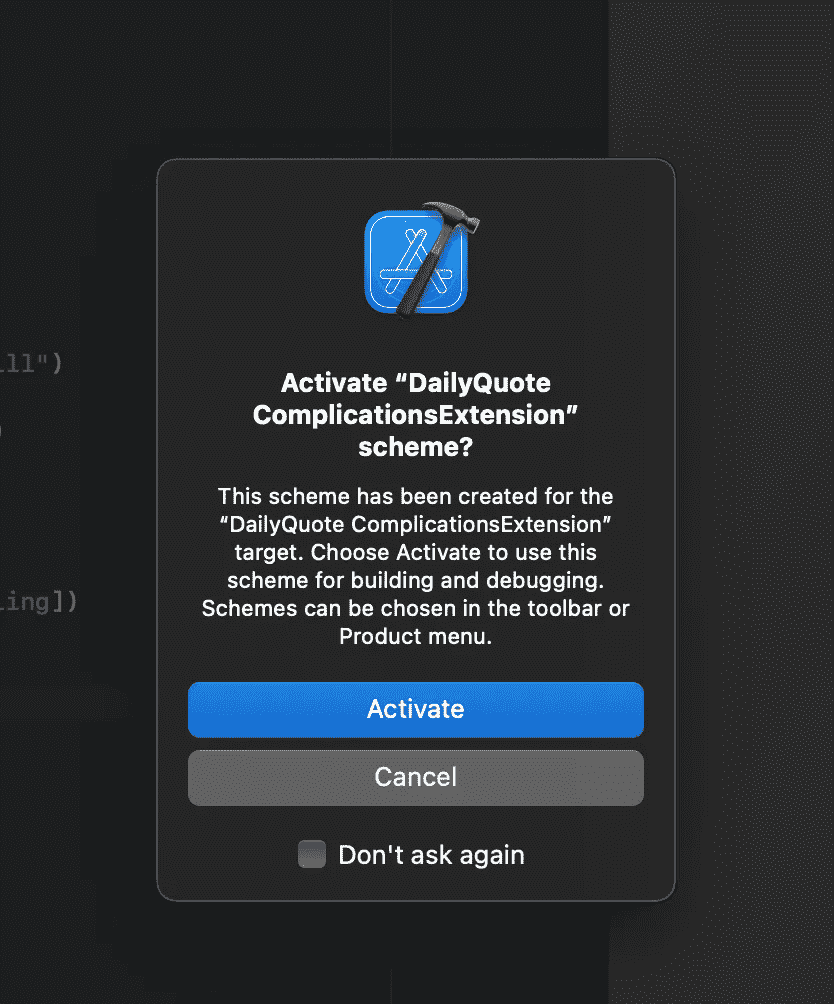 ill")
)
Activate “DailyQuote
ComplicationsExtension”
scheme?
This scheme has been created for the
“DailyQuote ComplicationsExtension”
target. Choose Activate to use this
scheme for building and debugging.
Schemes can be chosen in the toolbar or
Product menu.
ling])
Activate
Cancel
Don't ask again